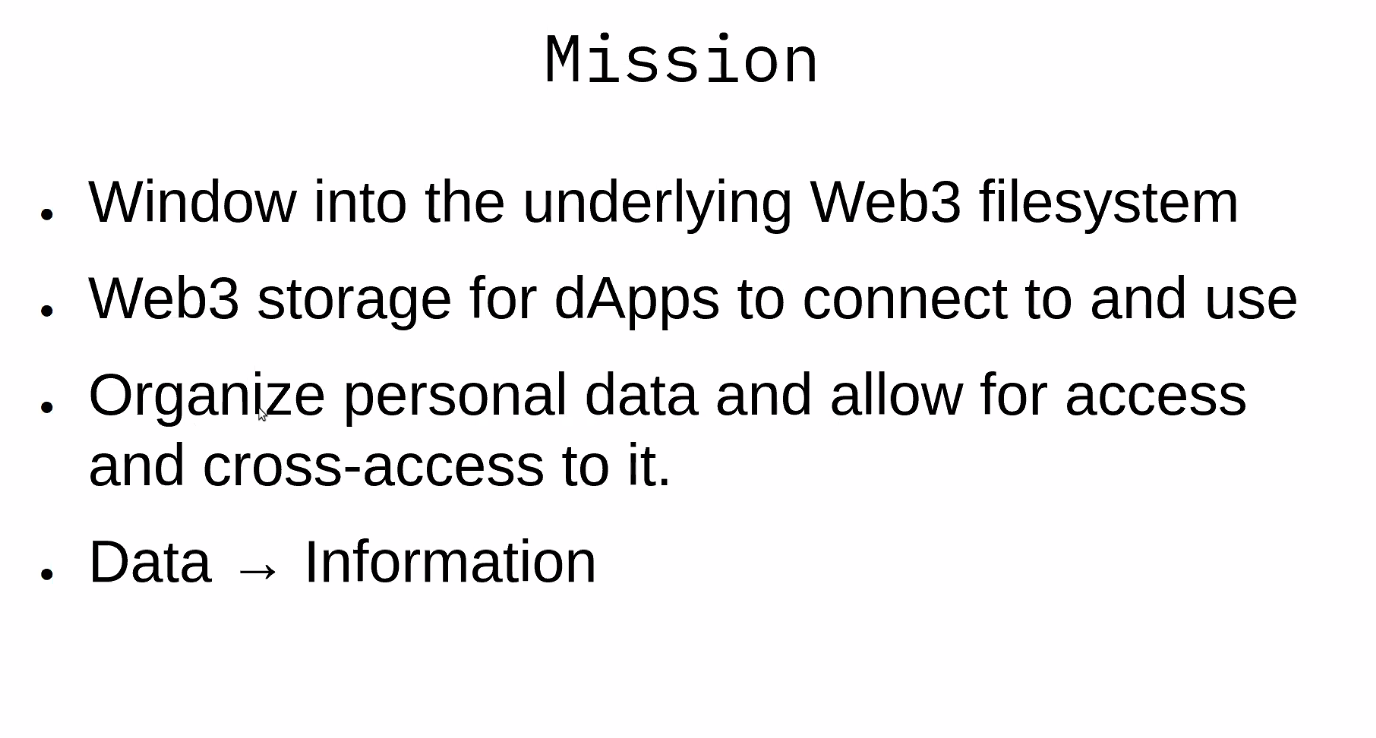 Mission
• Window into the underlying Web3 filesystem
• Web3 storage for dApps to connect to and use
• Organize personal data and allow for access
and cross-access to it.
• Data → Information